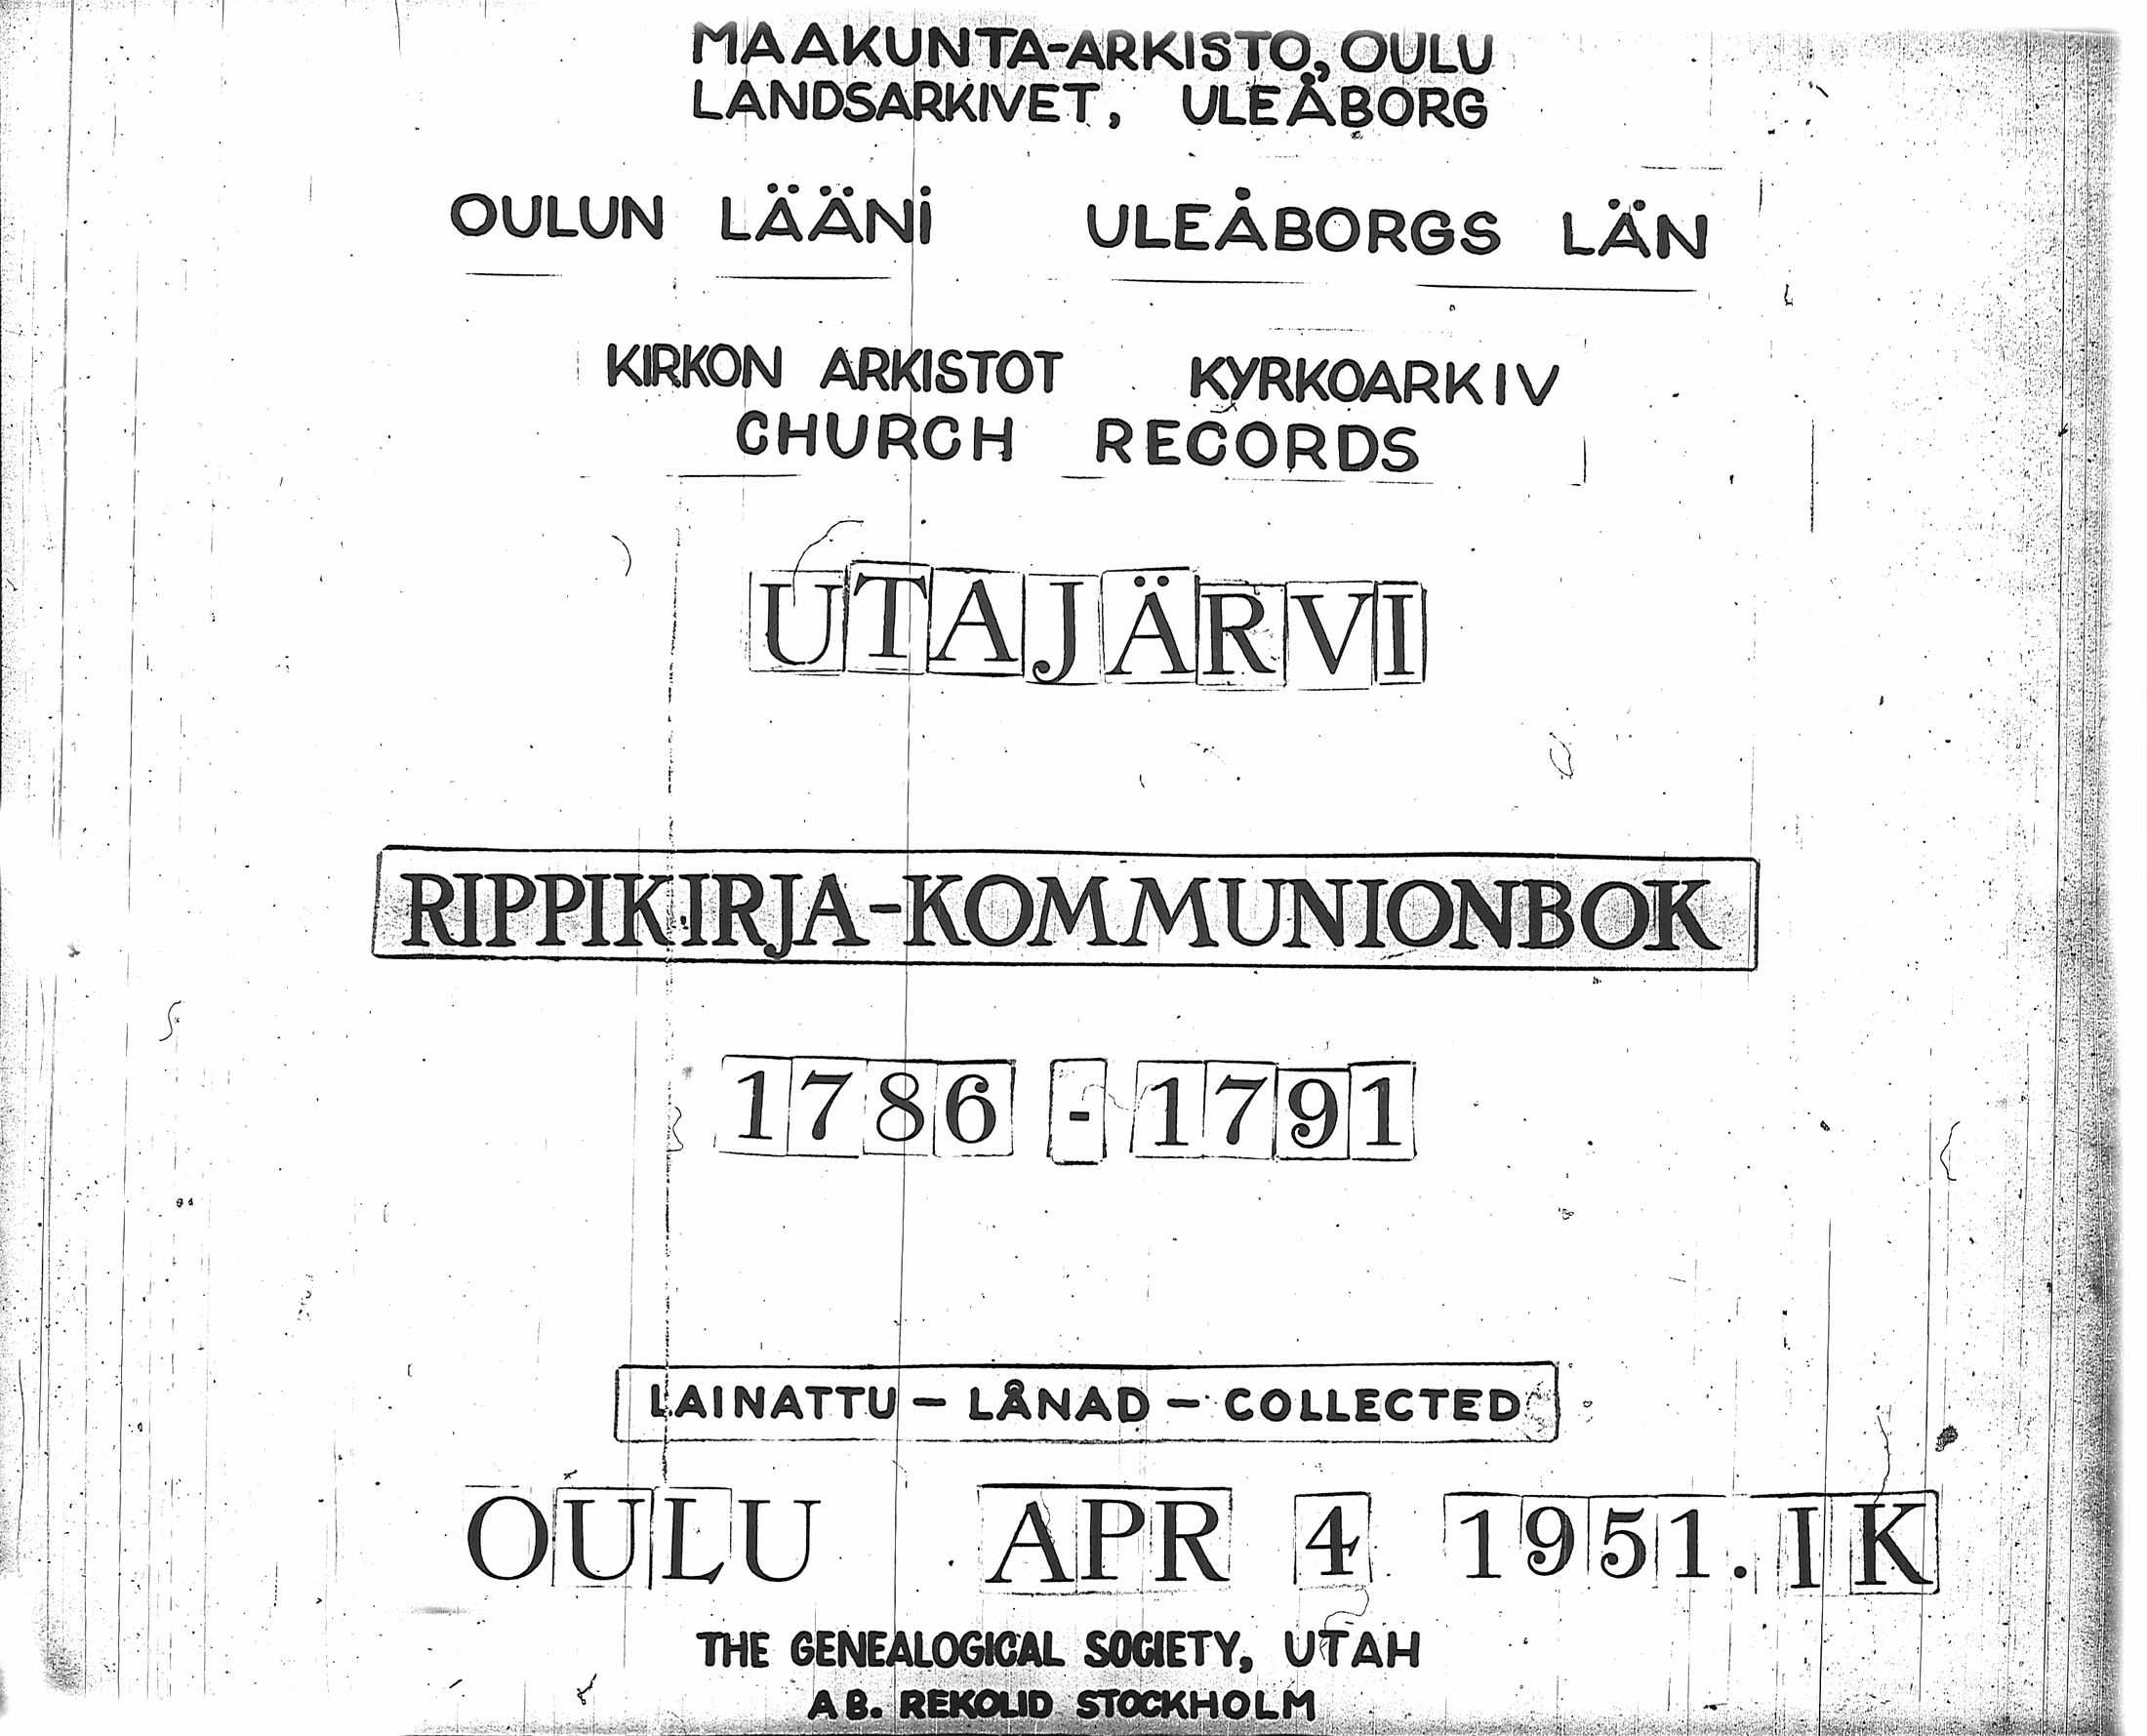 MAAKUNTA-ARKISTO, OULU
LANDSARKIVET, ULEÅBORG
OULUN LÄÄNI ULEÅBORGS LÄN
KIRKON ARKISTOT KYRKOARKIV
CHURCH RECORDS
UTAJÄRVI
RIPPIKIRJA-KOMMUNIONBOK
1786 - 1791
LAINATTU - LÅNAD - COLLECTED
OULU APR 4 1951. IK
THE GENEALOGICAL SOCIETY, UTAH
AB. REKOLID STOCKHOLM